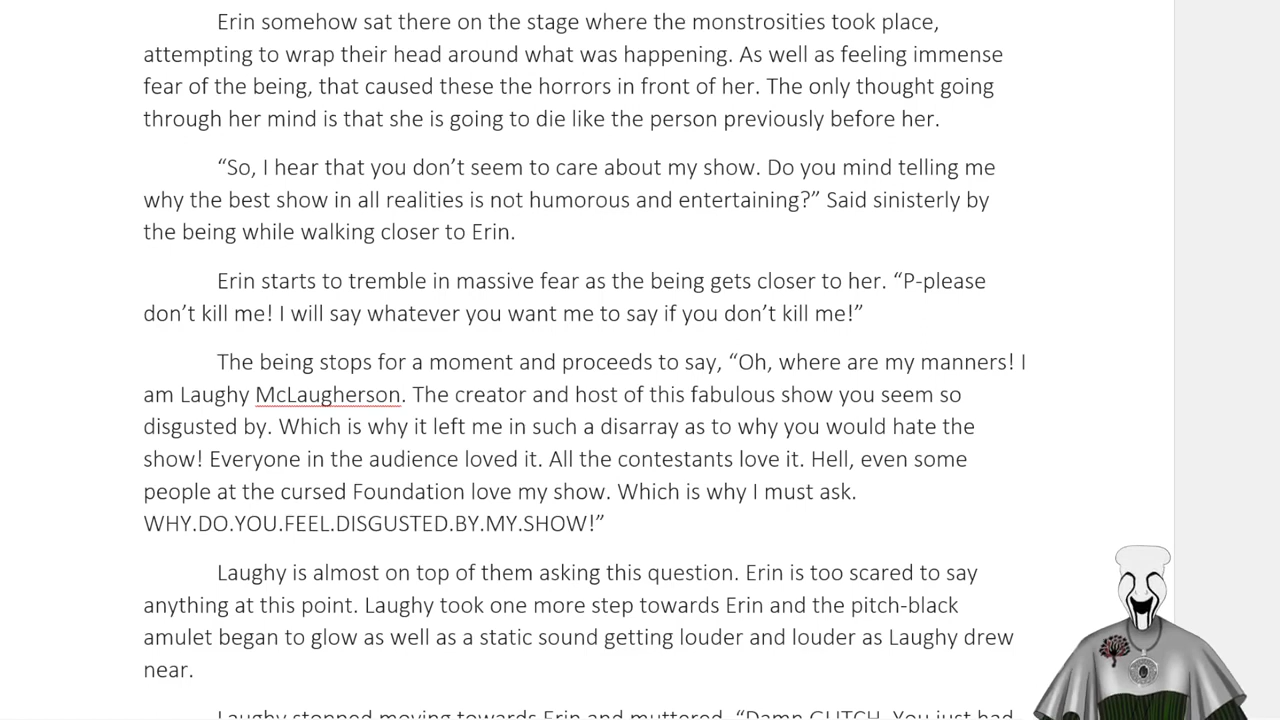 Erin somehow sat there on the stage where the monstrosities took place,
attempting to wrap their head around what was happening. As well as feeling immense
fear of the being, that caused these the horrors in front of her. The only thought going
through her mind is that she is going to die like the person previously before her.
“So, I hear that you don’t seem to care about my show. Do you mind telling me
why the best show in all realities is not humorous and entertaining?” Said sinisterly by
the being while walking closer to Erin.
Erin starts to tremble in massive fear as the being gets closer to her. “P-please
don’t kill me! I will say whatever you want me to say if you don’t kill me!”
The being stops for a moment and proceeds to say, “Oh, where are my manners! I
am Laughy McLaugherson. The creator and host of this fabulous show you seem so
disgusted by. Which is why it left me in such a disarray as to why you would hate the
show! Everyone in the audience loved it. All the contestants love it. Hell, even some
people at the cursed Foundation love my show. Which is why I must ask.
WHY.DO.YOU.FEEL.DISGUSTED.BY.MY.SHOW!”
Laughy is almost on top of them asking this question. Erin is too scared to say
anything at this point. Laughy took one more step towards Erin and the pitch-black
amulet began to glow as well as a static sound getting louder and louder as Laughy drew
near.
Laughy stopped moving towards Erin and muttered, “Damn GLITCH. You just had